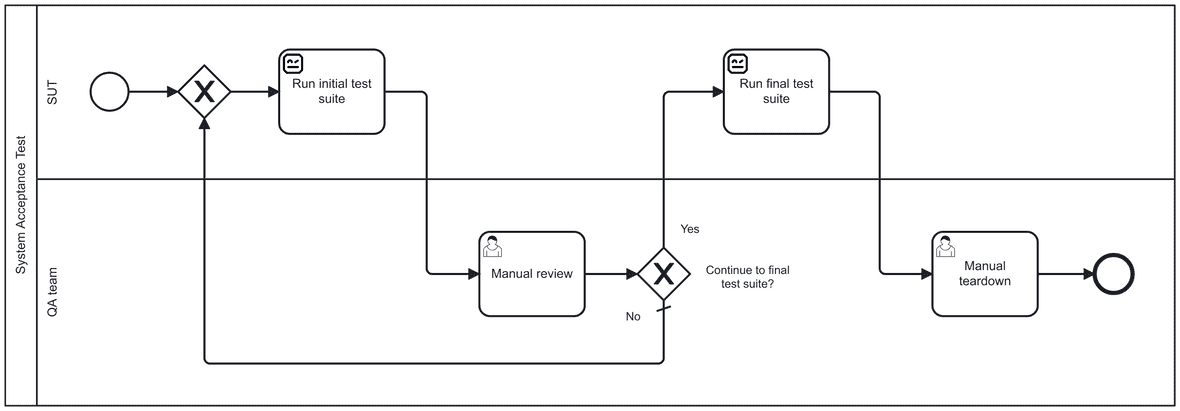 System Acceptance Test
SUT
Run initial test
suite
Run final test
suite
QA team
Manual review
Yes
Continue to final
test suite?
No
Manual
teardown